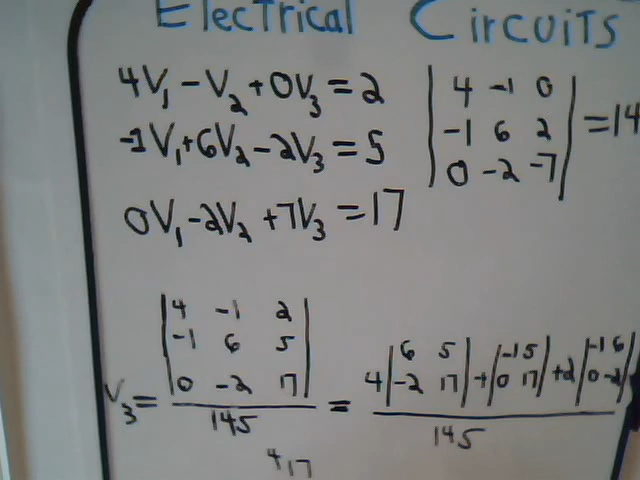 Electrical Circuits
4V₁ - V₂ + 0V₃ = 2
-1V₁ + 6V₂ - 2V₃ = 5
0V₁ - 2V₂ + 7V₃ = 17
| 4 -1 0 |
| -1 6 2 | = 14
| 0 -2 -7 |
| 4 -1 2 |
| -1 6 5 |
| 0 -2 17 |
V₃ = 145
=
4 | 6 5 | + | -1 5 | + 2 | -1 6 |
| -2 17 | | 0 17 | | 0 -2 |
145
4 17